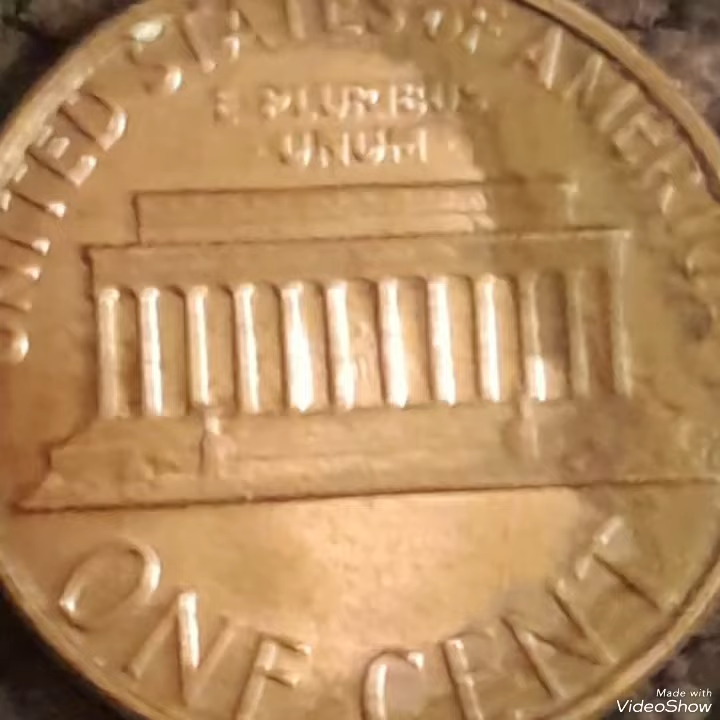 UNITED STATES OF AMERICA
E PLURIBUS
UNUM
ONE CENT
Made with
VideoShow